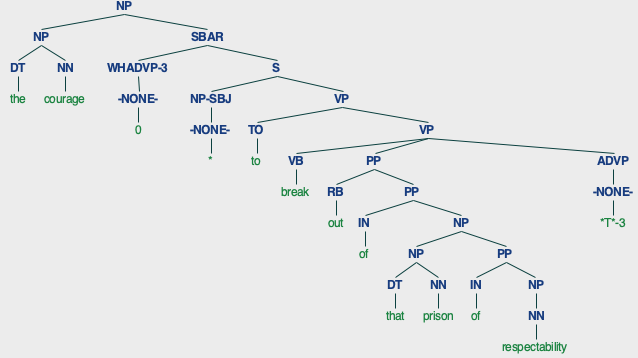 NP
NP SBAR
DT NN WHADVP-3 S
the courage -NONE- NP-SBJ VP
0 -NONE- TO VP
* to VB PP ADVP
break RB PP -NONE-
out IN NP *T*-3
of NP PP
DT NN IN NP
that prison of NN
respectability